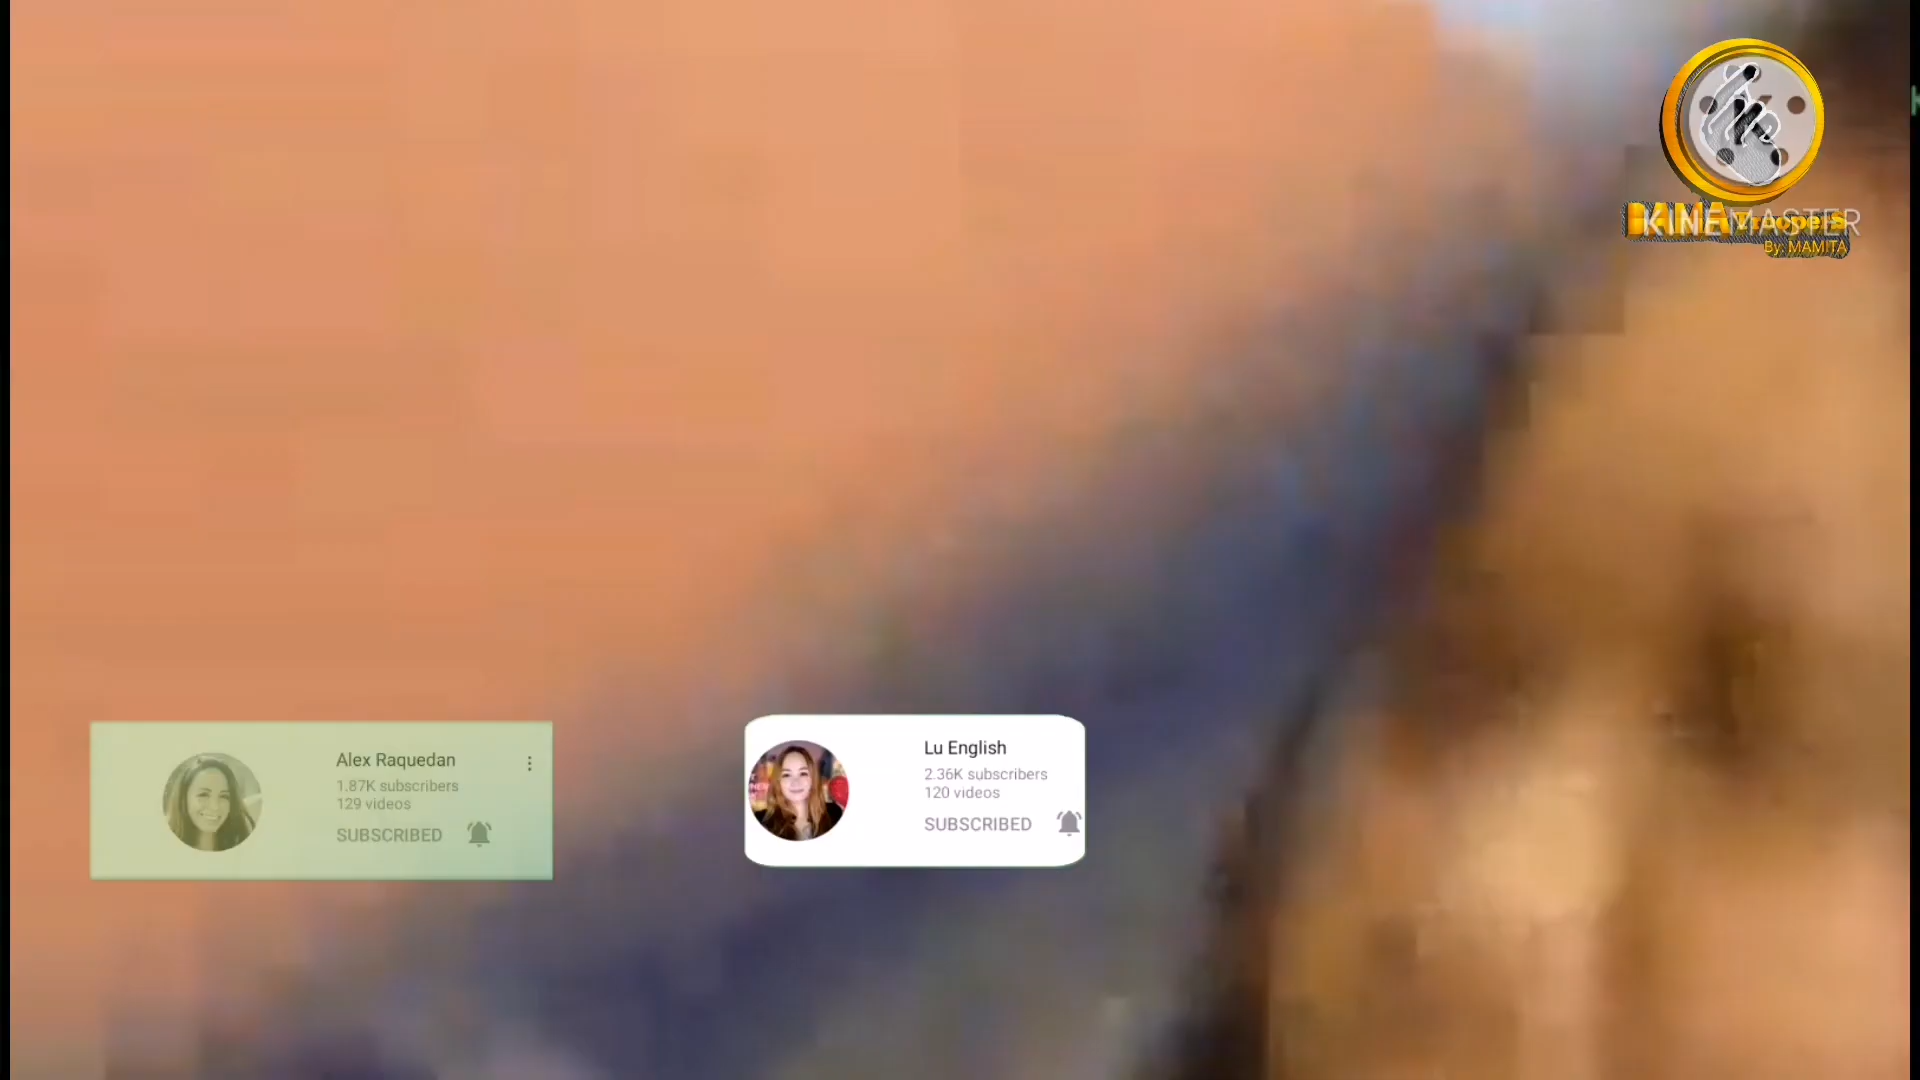 KINEMASTER
By: MAMITA
Alex Raquedan
1.87K subscribers
129 videos
SUBSCRIBED
Lu English
2.36K subscribers
120 videos
SUBSCRIBED